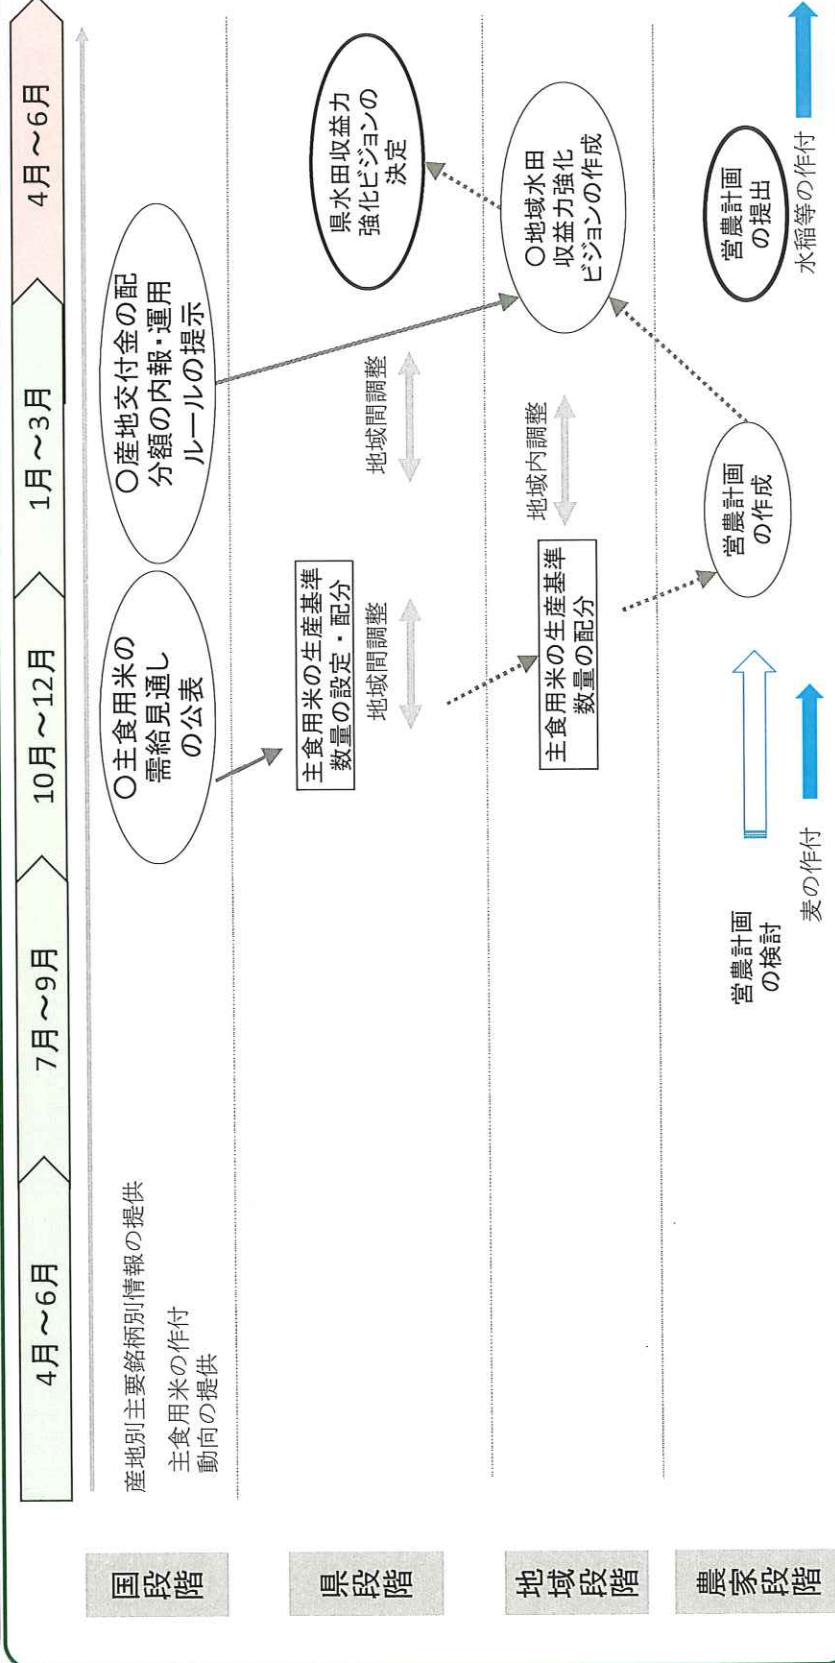 4月～6月
7月～9月
10月～12月
1月～3月
4月～6月
国
段
階
産地別主要銘柄別情報の提供
主食用米の作付
動向の提供
○主食用米の
需給見通し
の公表
○産地交付金の配
分額の内報・運用
ルールの提示
県
段
階
主食用米の生産基準
数量の設定・配分
地域間調整
地域間調整
県水田収益力
強化ビジョンの
決定
地
域
段
階
主食用米の生産基準
数量の配分
地域内調整
○地域水田
収益力強化
ビジョンの作成
農
家
段
階
営農計画
の検討
麦の作付
営農計画
の作成
営農計画
の提出
水稲等の作付